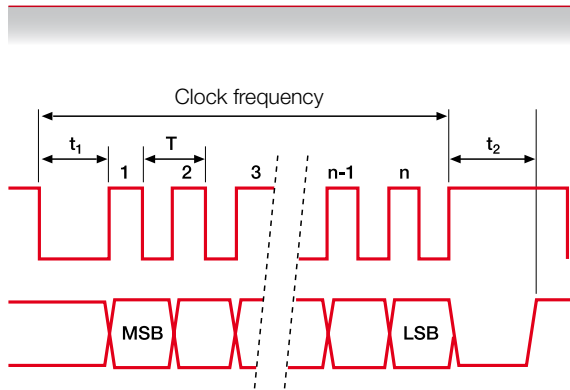 Clock frequency
t₁ T t₂
1 2 3 n-1 n
MSB LSB